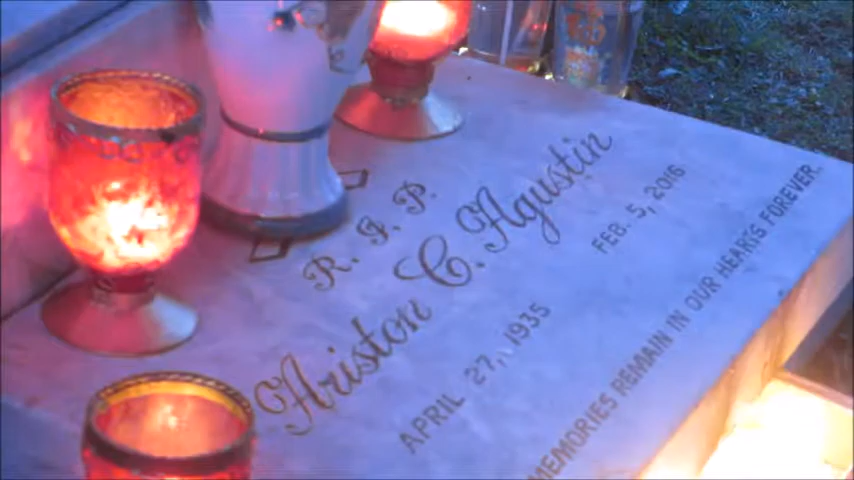 R.I.P.
Ariston C. Agustin
APRIL 27, 1935 FEB. 5, 2016
MEMORIES REMAIN IN OUR HEARTS FOREVER